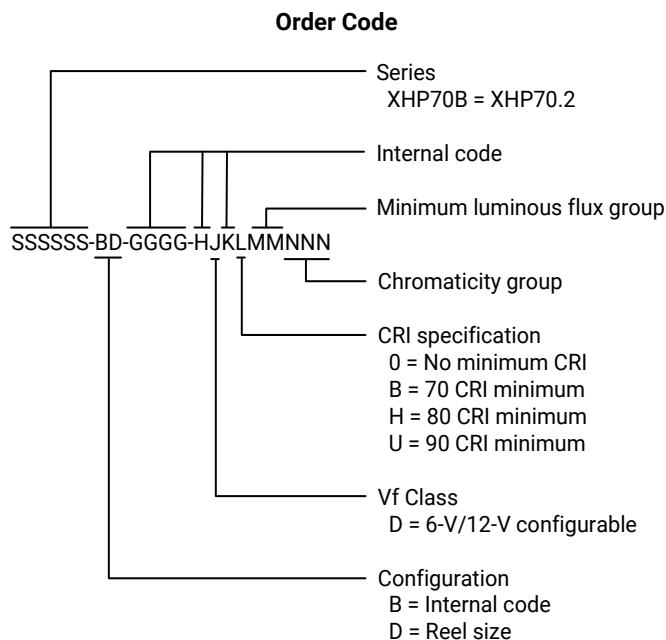 Order Code
Series
XHP70B = XHP70.2
Internal code
Minimum luminous flux group
SSSSSS-BD-GGGG-HJKLMMNNN
Chromaticity group
CRI specification
0 = No minimum CRI
B = 70 CRI minimum
H = 80 CRI minimum
U = 90 CRI minimum
Vf Class
D = 6-V/12-V configurable
Configuration
B = Internal code
D = Reel size